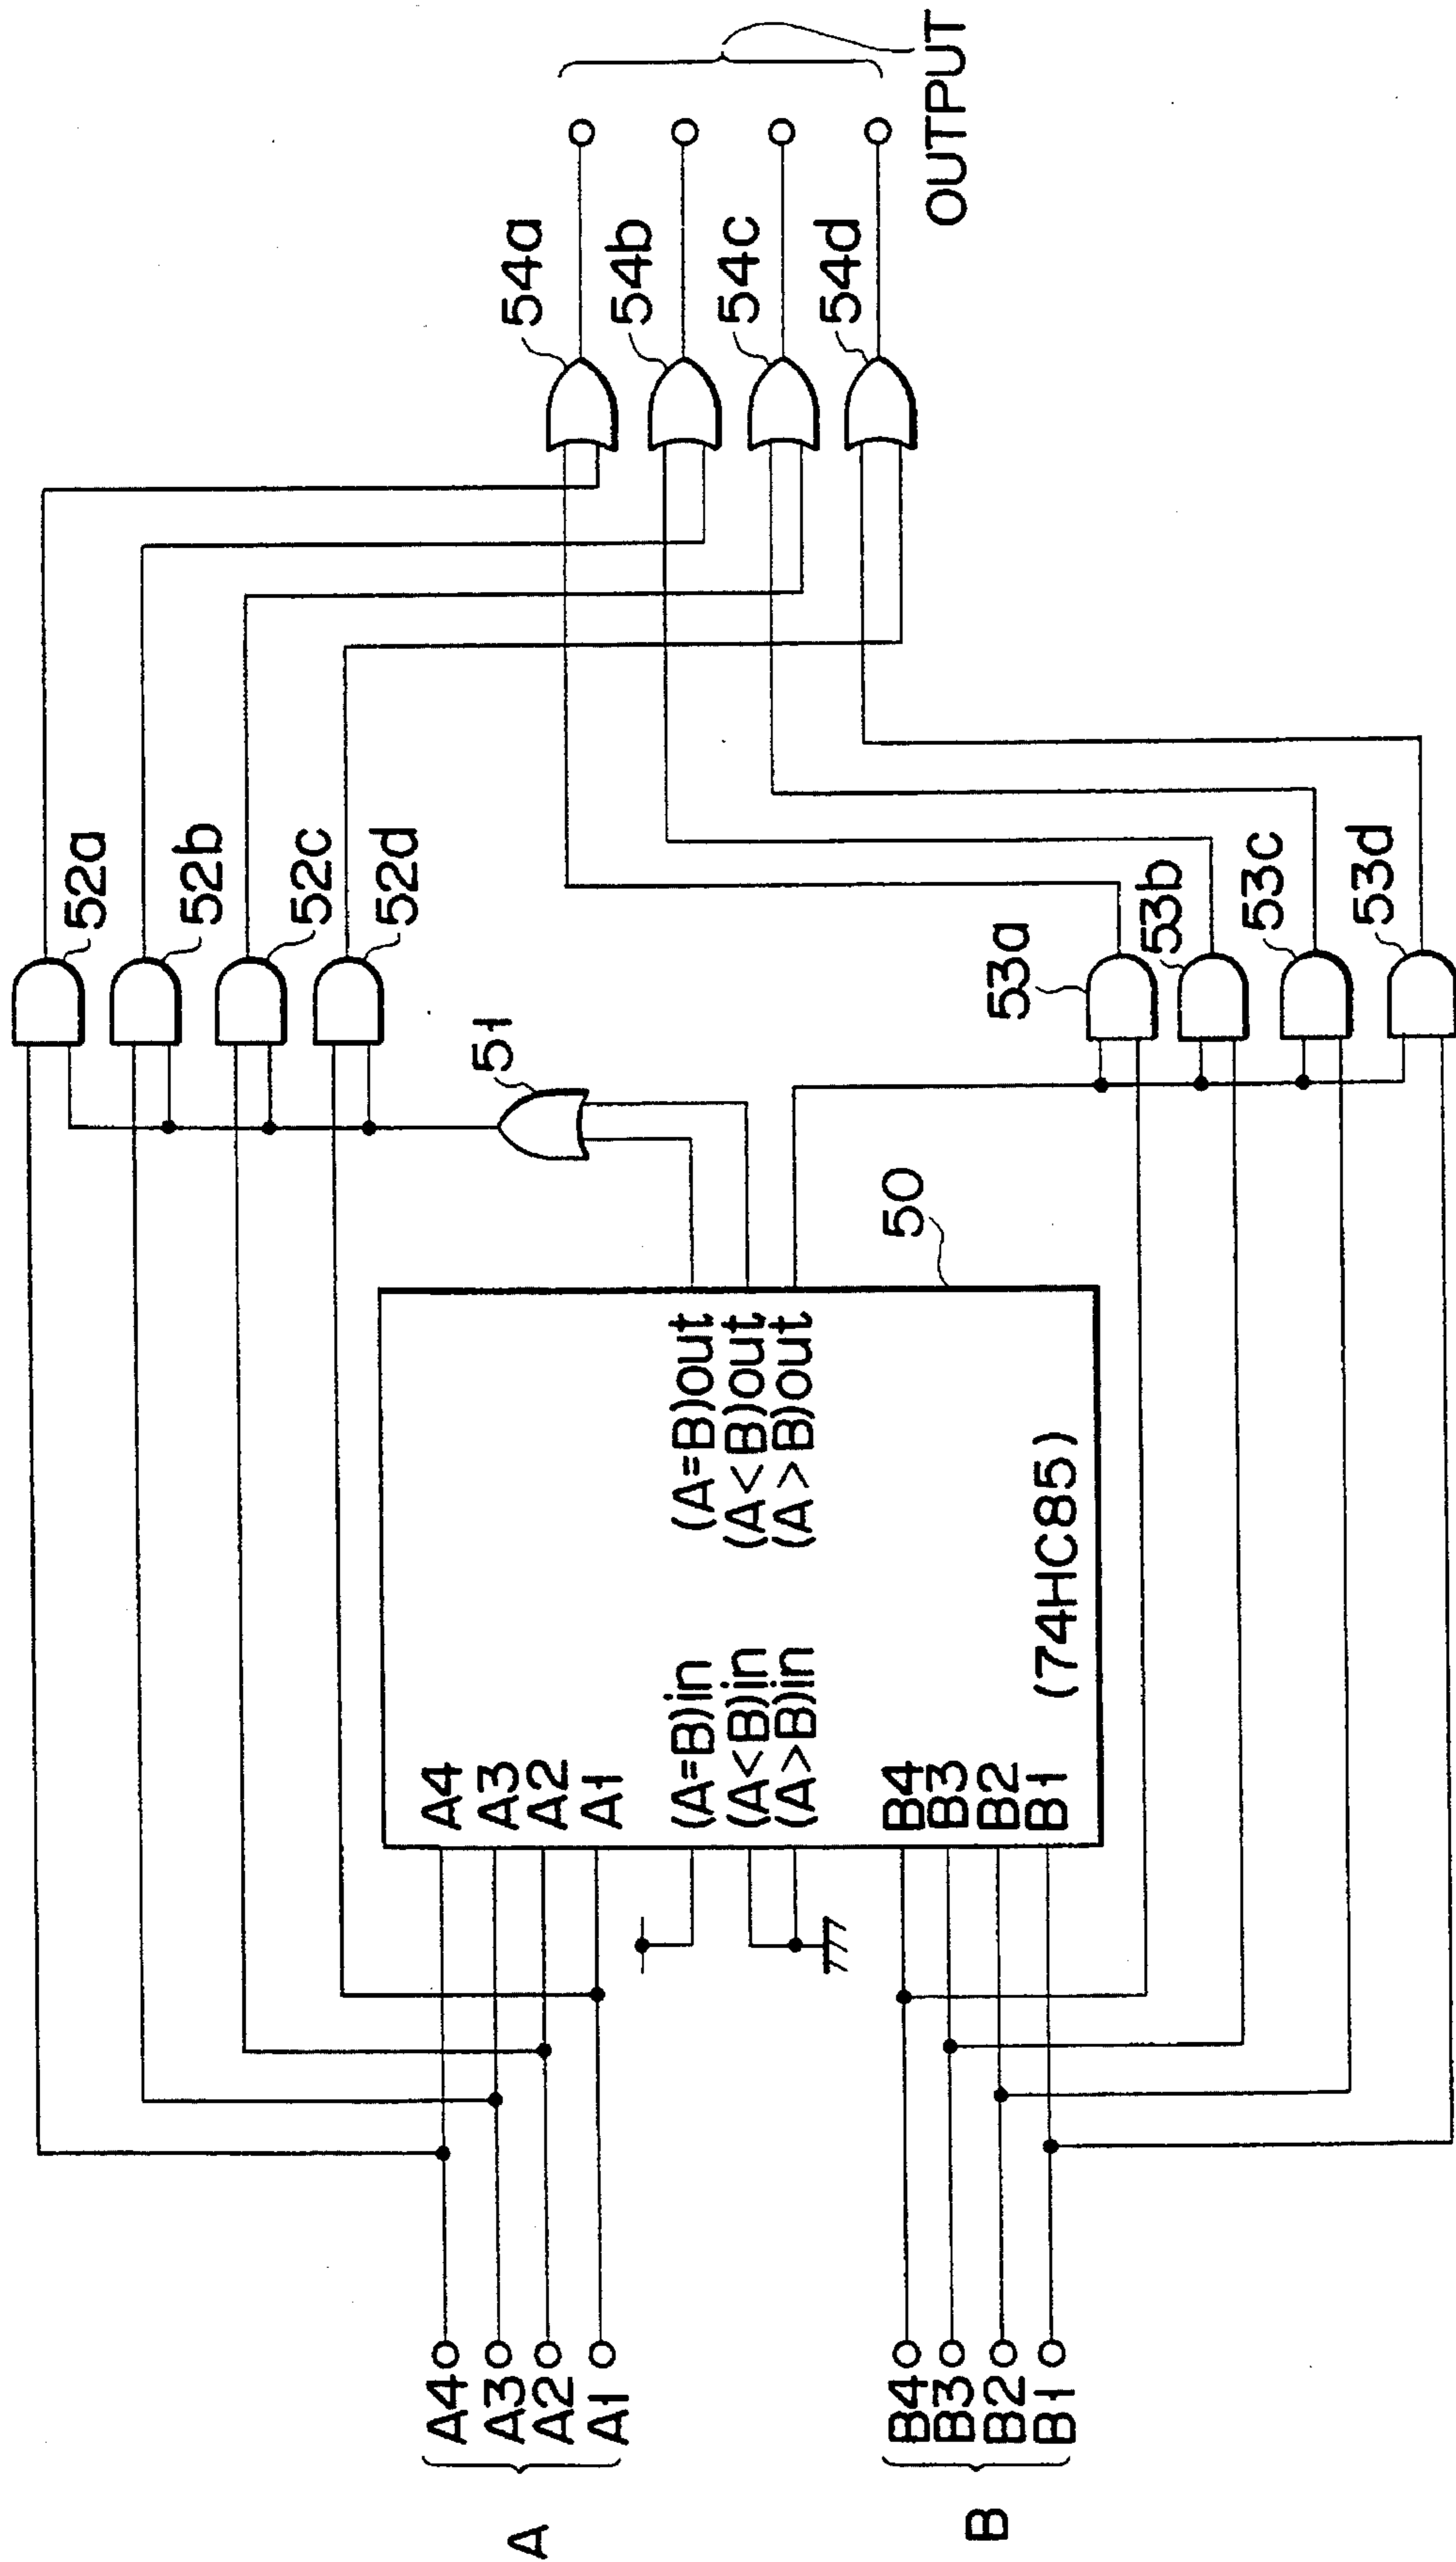 A
A4
A3
A2
A1
B
B4
B3
B2
B1
A4
A3
A2
A1
(A=B)in
(A<B)in
(A>B)in
B4
B3
B2
B1
(A=B)out
(A<B)out
(A>B)out
(74HC85)
50
51
52a
52b
52c
52d
53a
53b
53c
53d
54a
54b
54c
54d
OUTPUT